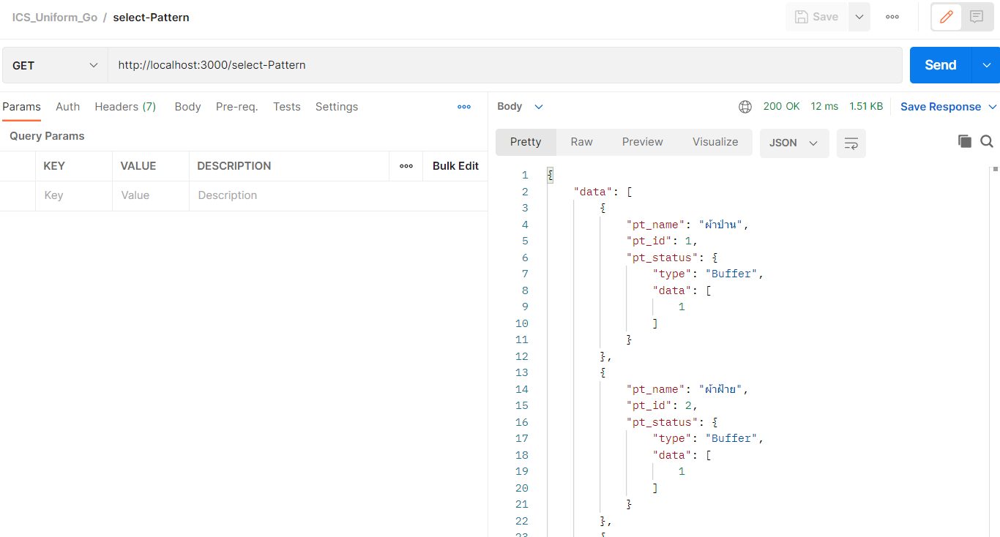 ICS_Uniform_Go / select-Pattern
Save
GET
http://localhost:3000/select-Pattern
Send
Params Auth Headers (7) Body Pre-req. Tests Settings
Query Params
KEY VALUE DESCRIPTION Bulk Edit
Key Value Description
Body 200 OK 12 ms 1.51 KB Save Response
Pretty Raw Preview Visualize JSON
1 {
2 "data": [
3 {
4 "pt_name": "ผ้าป่าน",
5 "pt_id": 1,
6 "pt_status": {
7 "type": "Buffer",
8 "data": [
9 1
10 ]
11 }
12 },
13 {
14 "pt_name": "ผ้าฝ้าย",
15 "pt_id": 2,
16 "pt_status": {
17 "type": "Buffer",
18 "data": [
19 1
20 ]
21 }
22 },
23 {